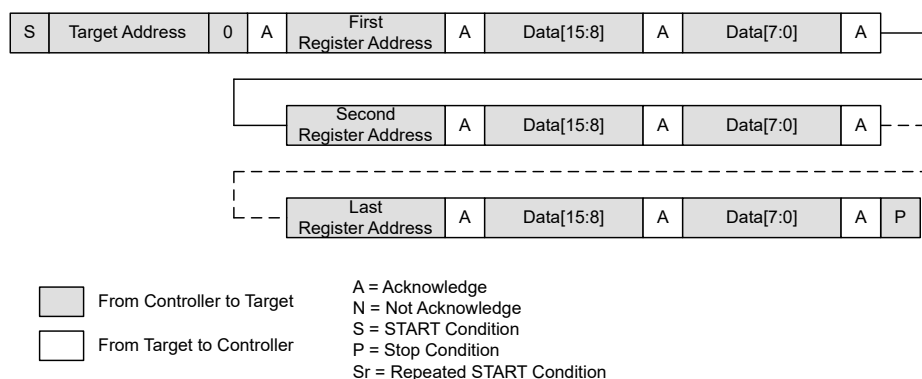 S Target Address 0 A First Register Address A Data[15:8] A Data[7:0] A
Second Register Address A Data[15:8] A Data[7:0] A
Last Register Address A Data[15:8] A Data[7:0] A P
From Controller to Target
From Target to Controller
A = Acknowledge
N = Not Acknowledge
S = START Condition
P = Stop Condition
Sr = Repeated START Condition